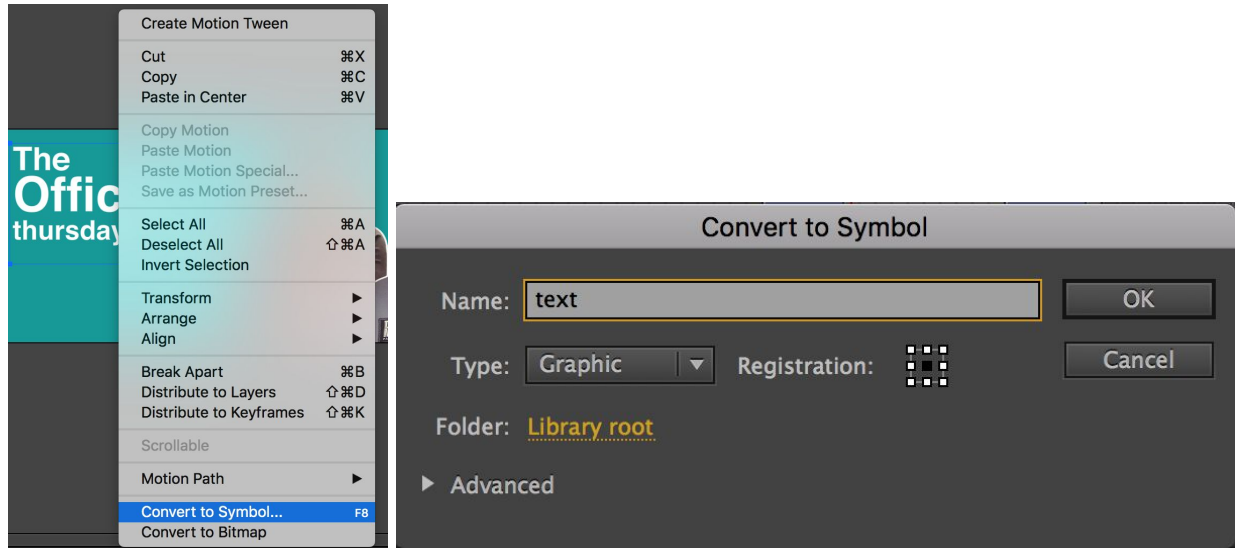 Create Motion Tween
Cut ⌘X
Copy ⌘C
Paste in Center ⌘V
Copy Motion
Paste Motion
Paste Motion Special...
Save as Motion Preset...
Select All ⌘A
Deselect All ⇧⌘A
Invert Selection
Transform ▶
Arrange ▶
Align ▶
Break Apart ⌘B
Distribute to Layers ⇧⌘D
Distribute to Keyframes ⇧⌘K
Scrollable
Motion Path ▶
Convert to Symbol... F8
Convert to Bitmap
The
Offic
thursday
Convert to Symbol
Name: text OK
Type: Graphic Registration: Cancel
Folder: Library root
Advanced